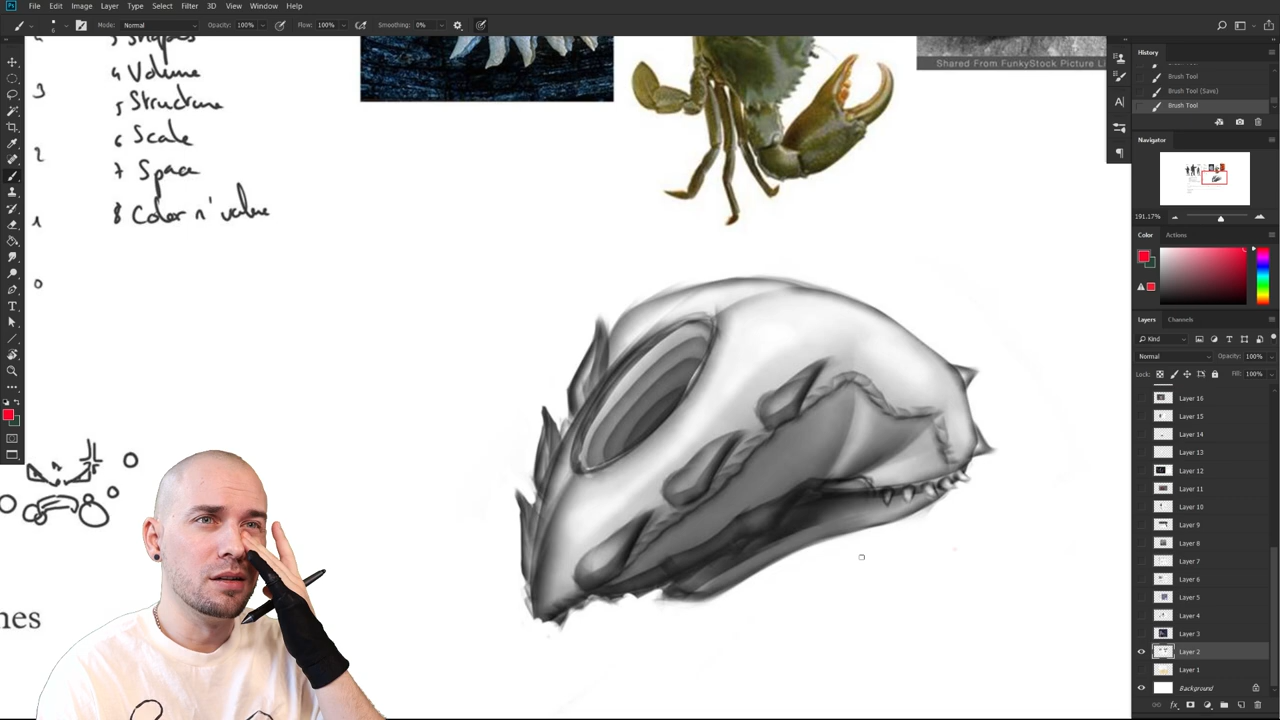 File Edit Image Layer Type Select Filter 3D View Window Help
Mode: Normal Opacity: 100% Flow: 100% Smoothing: 0%
3
2
1
0
3 Shapes
4 Volume
5 Structure
6 Scale
7 Space
8 Color n' value
Shared From FunkyStock Picture Li
nes
History
Brush Tool
Brush Tool (Save)
Brush Tool
Navigator
191.17%
Color Actions
Layers Channels
Kind
Normal Opacity: 100%
Lock: Fill: 100%
Layer 16
Layer 15
Layer 14
Layer 13
Layer 12
Layer 11
Layer 10
Layer 9
Layer 8
Layer 7
Layer 6
Layer 5
Layer 4
Layer 3
Layer 2
Layer 1
Background